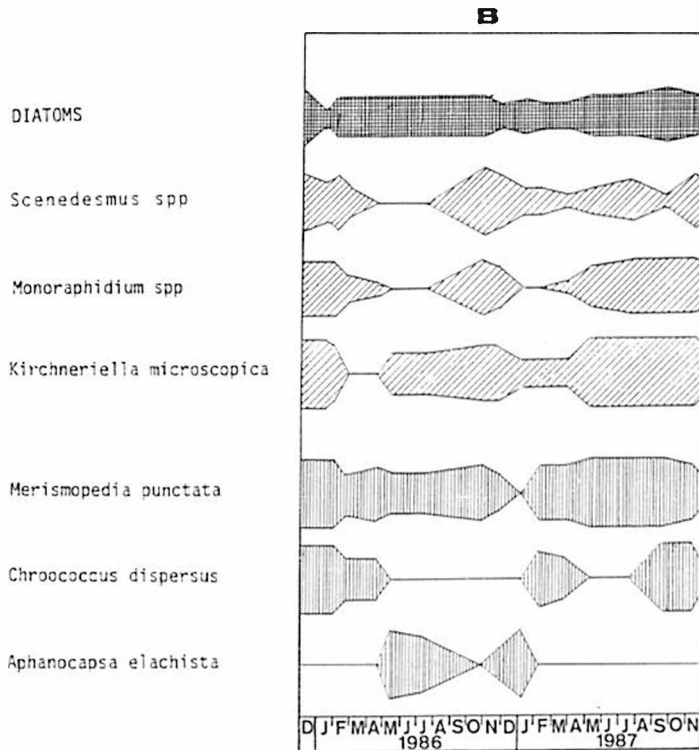 B
DIATOMS
Scenedesmus spp
Monoraphidium spp
Kirchneriella microscopica
Merismopedia punctata
Chroococcus dispersus
Aphanocapsa elachista
D J F M A M J J A S O N D J F M A M J J A S O N
1986 1987